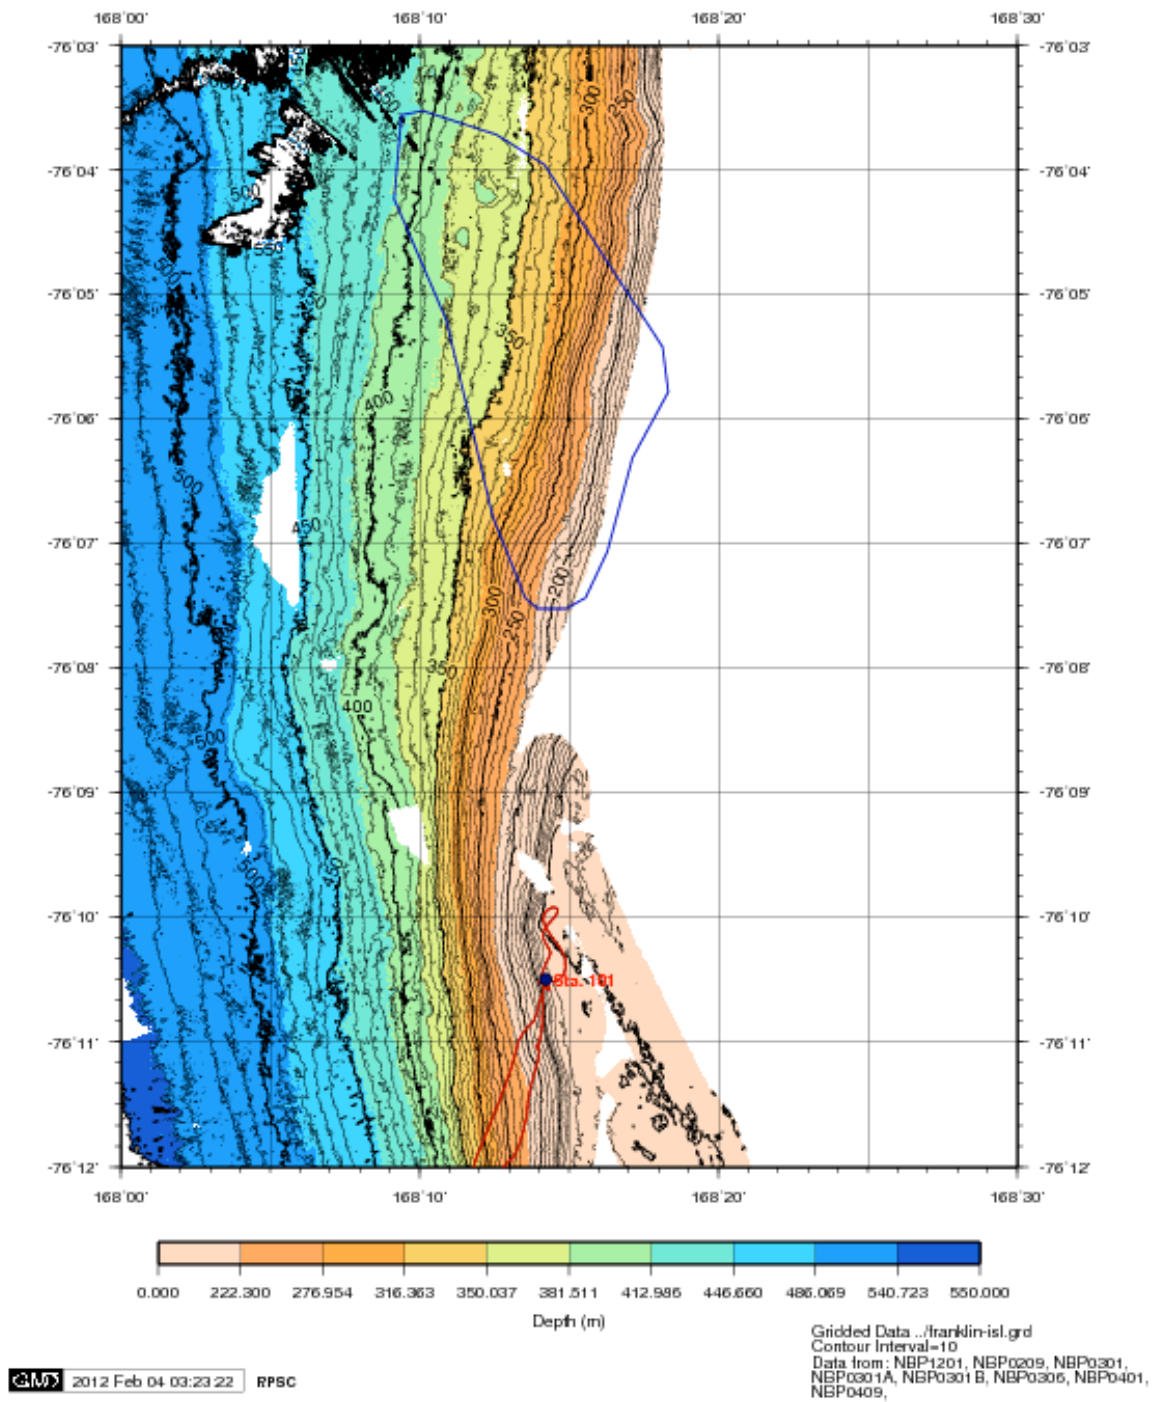 168°00' 168°10' 168°20' 168°30'
-76°03' -76°03'
450
300 250
450
-76°04' -76°04'
500
550
500
-76°05' -76°05'
450
350
400
-76°06' -76°06'
500
450
-76°07' -76°07'
200
300
250
350
-76°08' -76°08'
400
500
-76°09' -76°09'
450
500
-76°10' -76°10'
Sta. 181
-76°11' -76°11'
-76°12' -76°12'
168°00' 168°10' 168°20' 168°30'
0.000 222.300 276.954 316.363 350.037 381.511 412.986 446.660 486.069 540.723 550.000
Depth (m)
Gridded Data ../franklin-isl.grd
Contour Interval=10
Data from: NBP1201, NBP0209, NBP0301,
NBP0301A, NBP0301B, NBP0306, NBP0401,
NBP0409,
GMT 2012 Feb 04 03:23:22 RPSC